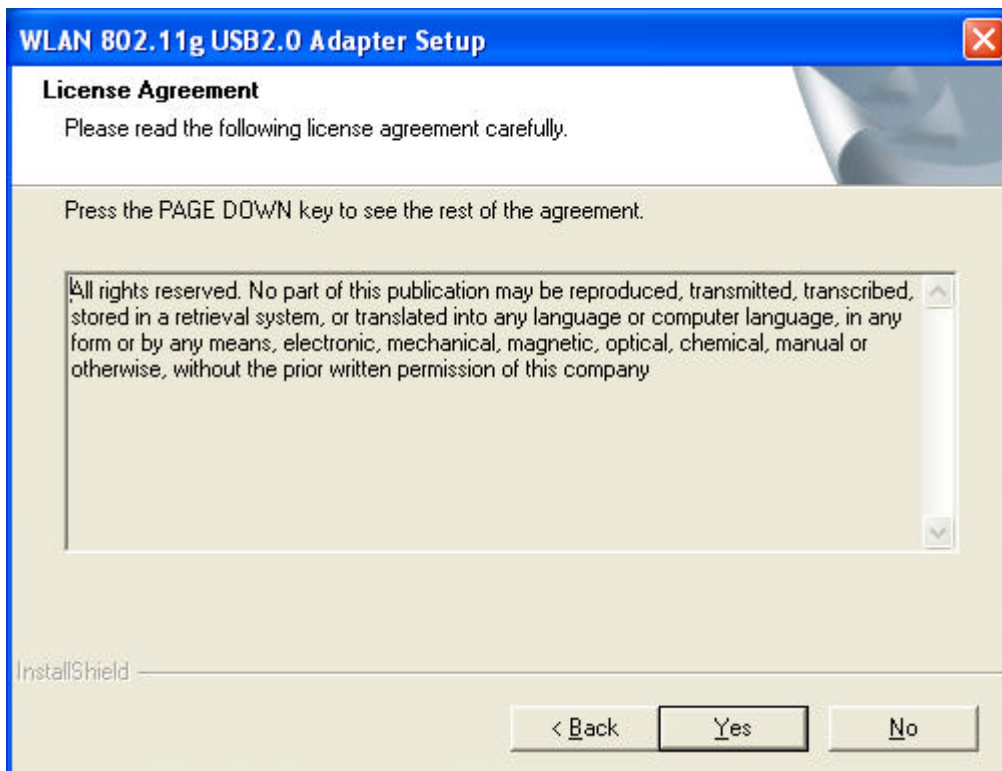 WLAN 802.11g USB2.0 Adapter Setup
License Agreement
Please read the following license agreement carefully.
Press the PAGE DOWN key to see the rest of the agreement.
All rights reserved. No part of this publication may be reproduced, transmitted, transcribed,
stored in a retrieval system, or translated into any language or computer language, in any
form or by any means, electronic, mechanical, magnetic, optical, chemical, manual or
otherwise, without the prior written permission of this company
InstallShield
< Back
Yes
No